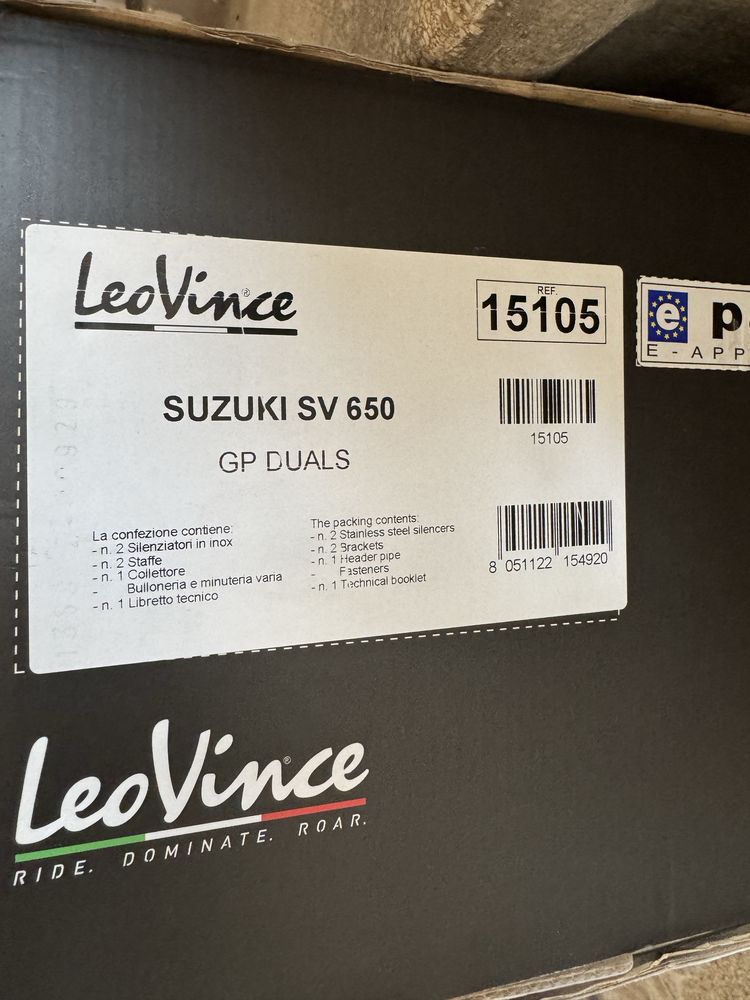 LeoVince®
REF.
15105
e
E - APP
SUZUKI SV 650
GP DUALS
15105
La confezione contiene:
- n. 2 Silenziatori in inox
- n. 2 Staffe
- n. 1 Collettore
- Bulloneria e minuteria varia
- n. 1 Libretto tecnico
The packing contents:
- n. 2 Stainless steel silencers
- n. 2 Brackets
- n. 1 Header pipe
- Fasteners
- n. 1 Technical booklet
8 051122 154920
LeoVince®
RIDE. DOMINATE. ROAR.